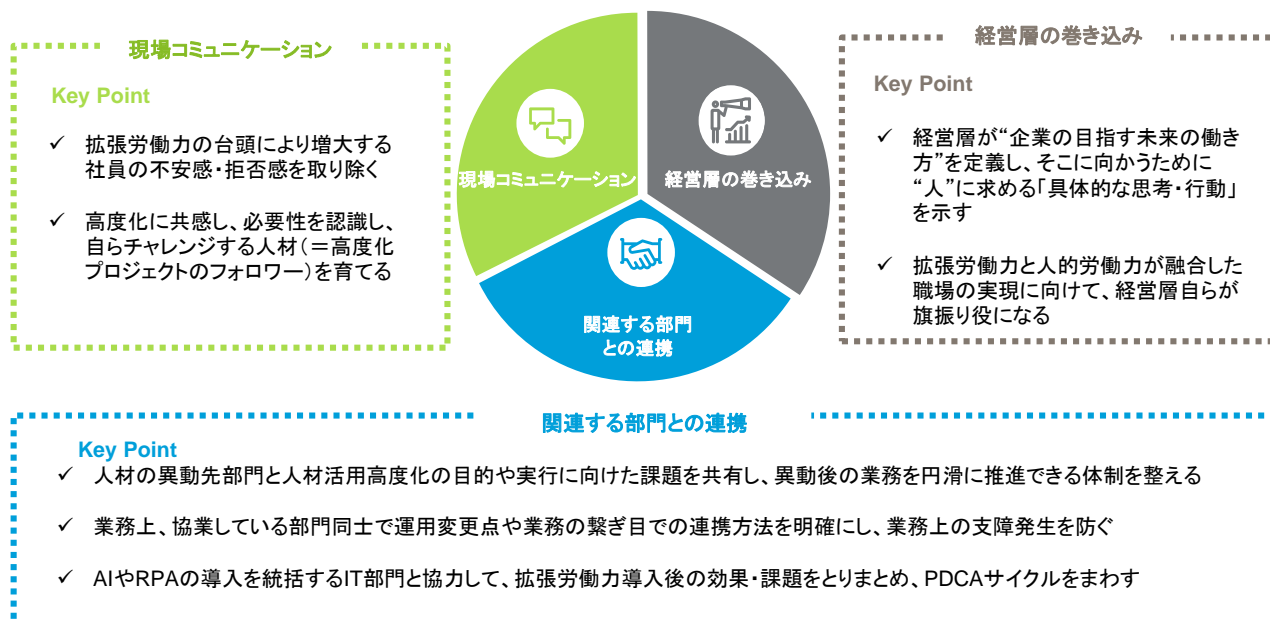 現場コミュニケーション
Key Point
✓ 拡張労働力の台頭により増大する
社員の不安感・拒否感を取り除く
✓ 高度化に共感し、必要性を認識し、
自らチャレンジする人材(=高度化
プロジェクトのフォロワー)を育てる
現場コミュニケーション
経営層の巻き込み
関連する部門
との連携
経営層の巻き込み
Key Point
✓ 経営層が“企業の目指す未来の働き
方”を定義し、そこに向かうために
“人”に求める「具体的な思考・行動」
を示す
✓ 拡張労働力と人的労働力が融合した
職場の実現に向けて、経営層自らが
旗振り役になる
関連する部門との連携
Key Point
✓ 人材の異動先部門と人材活用高度化の目的や実行に向けた課題を共有し、異動後の業務を円滑に推進できる体制を整える
✓ 業務上、協業している部門同士で運用変更点や業務の繋ぎ目での連携方法を明確にし、業務上の支障発生を防ぐ
✓ AIやRPAの導入を統括するIT部門と協力して、拡張労働力導入後の効果・課題をとりまとめ、PDCAサイクルをまわす